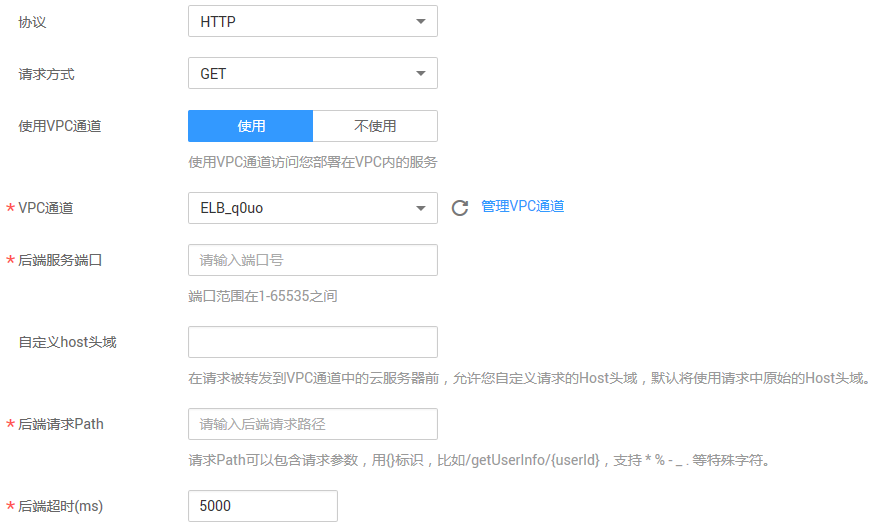 协议 HTTP
请求方式 GET
使用VPC通道 使用 不使用
使用VPC通道访问您部署在VPC内的服务
* VPC通道 ELB_q0uo 管理VPC通道
* 后端服务端口 请输入端口号
端口范围在1-65535之间
自定义host头域
在请求被转发到VPC通道中的云服务器前，允许您自定义请求的Host头域，默认将使用请求中原始的Host头域。
* 后端请求Path 请输入后端请求路径
请求Path可以包含请求参数，用{}标识，比如/getUserInfo/{userId}，支持 * % - _ . 等特殊字符。
* 后端超时(ms) 5000